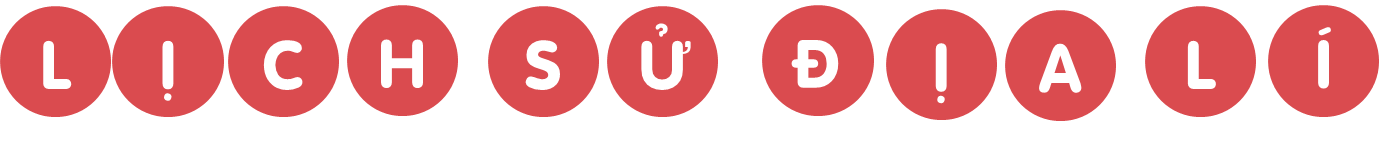 LỊCH SỬ ĐỊA LÍ